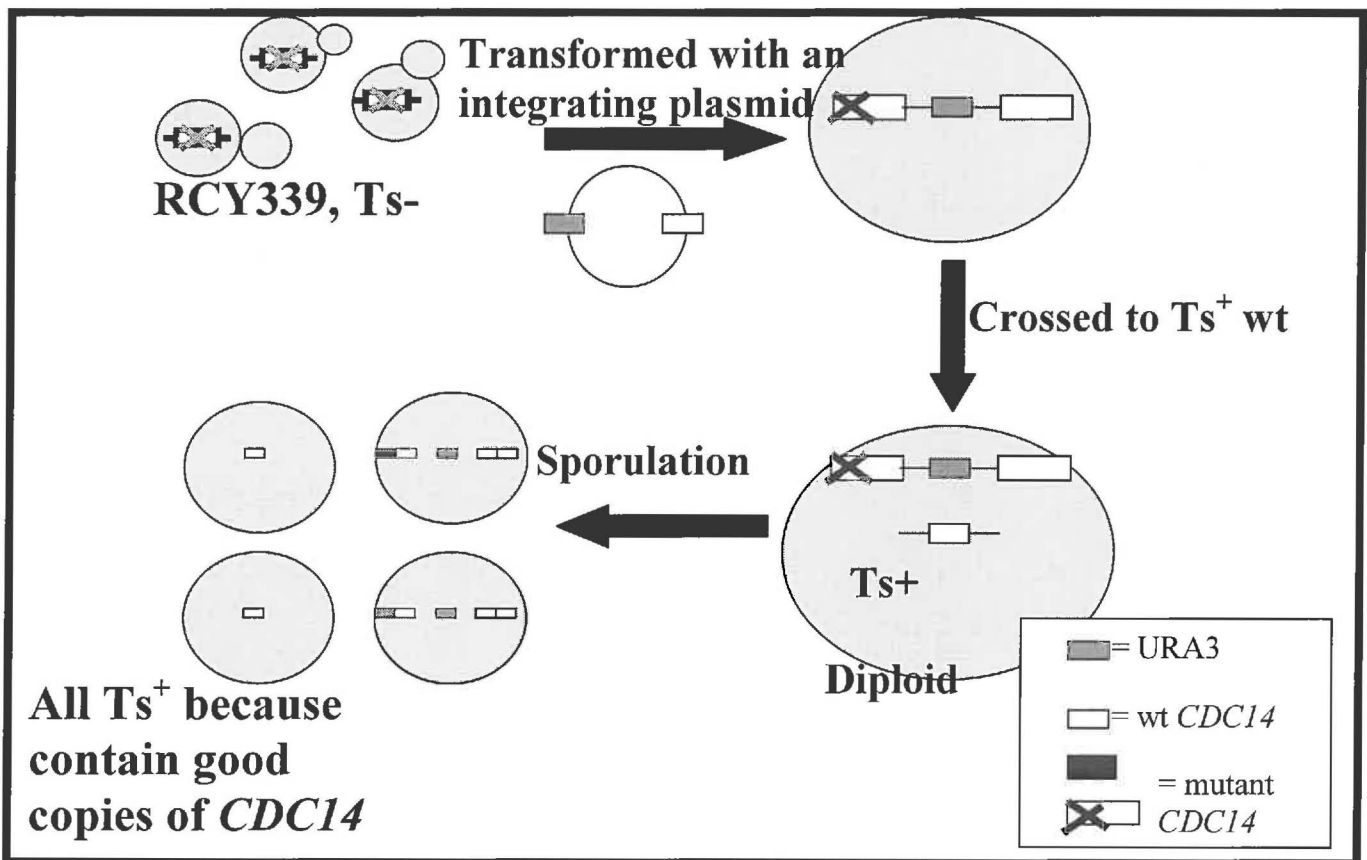 Transformed with an
integrating plasmid
RCY339, Ts-
Crossed to Ts+ wt
Sporulation
Ts+
Diploid
All Ts+ because
contain good
copies of CDC14
= URA3
= wt CDC14
= mutant
CDC14